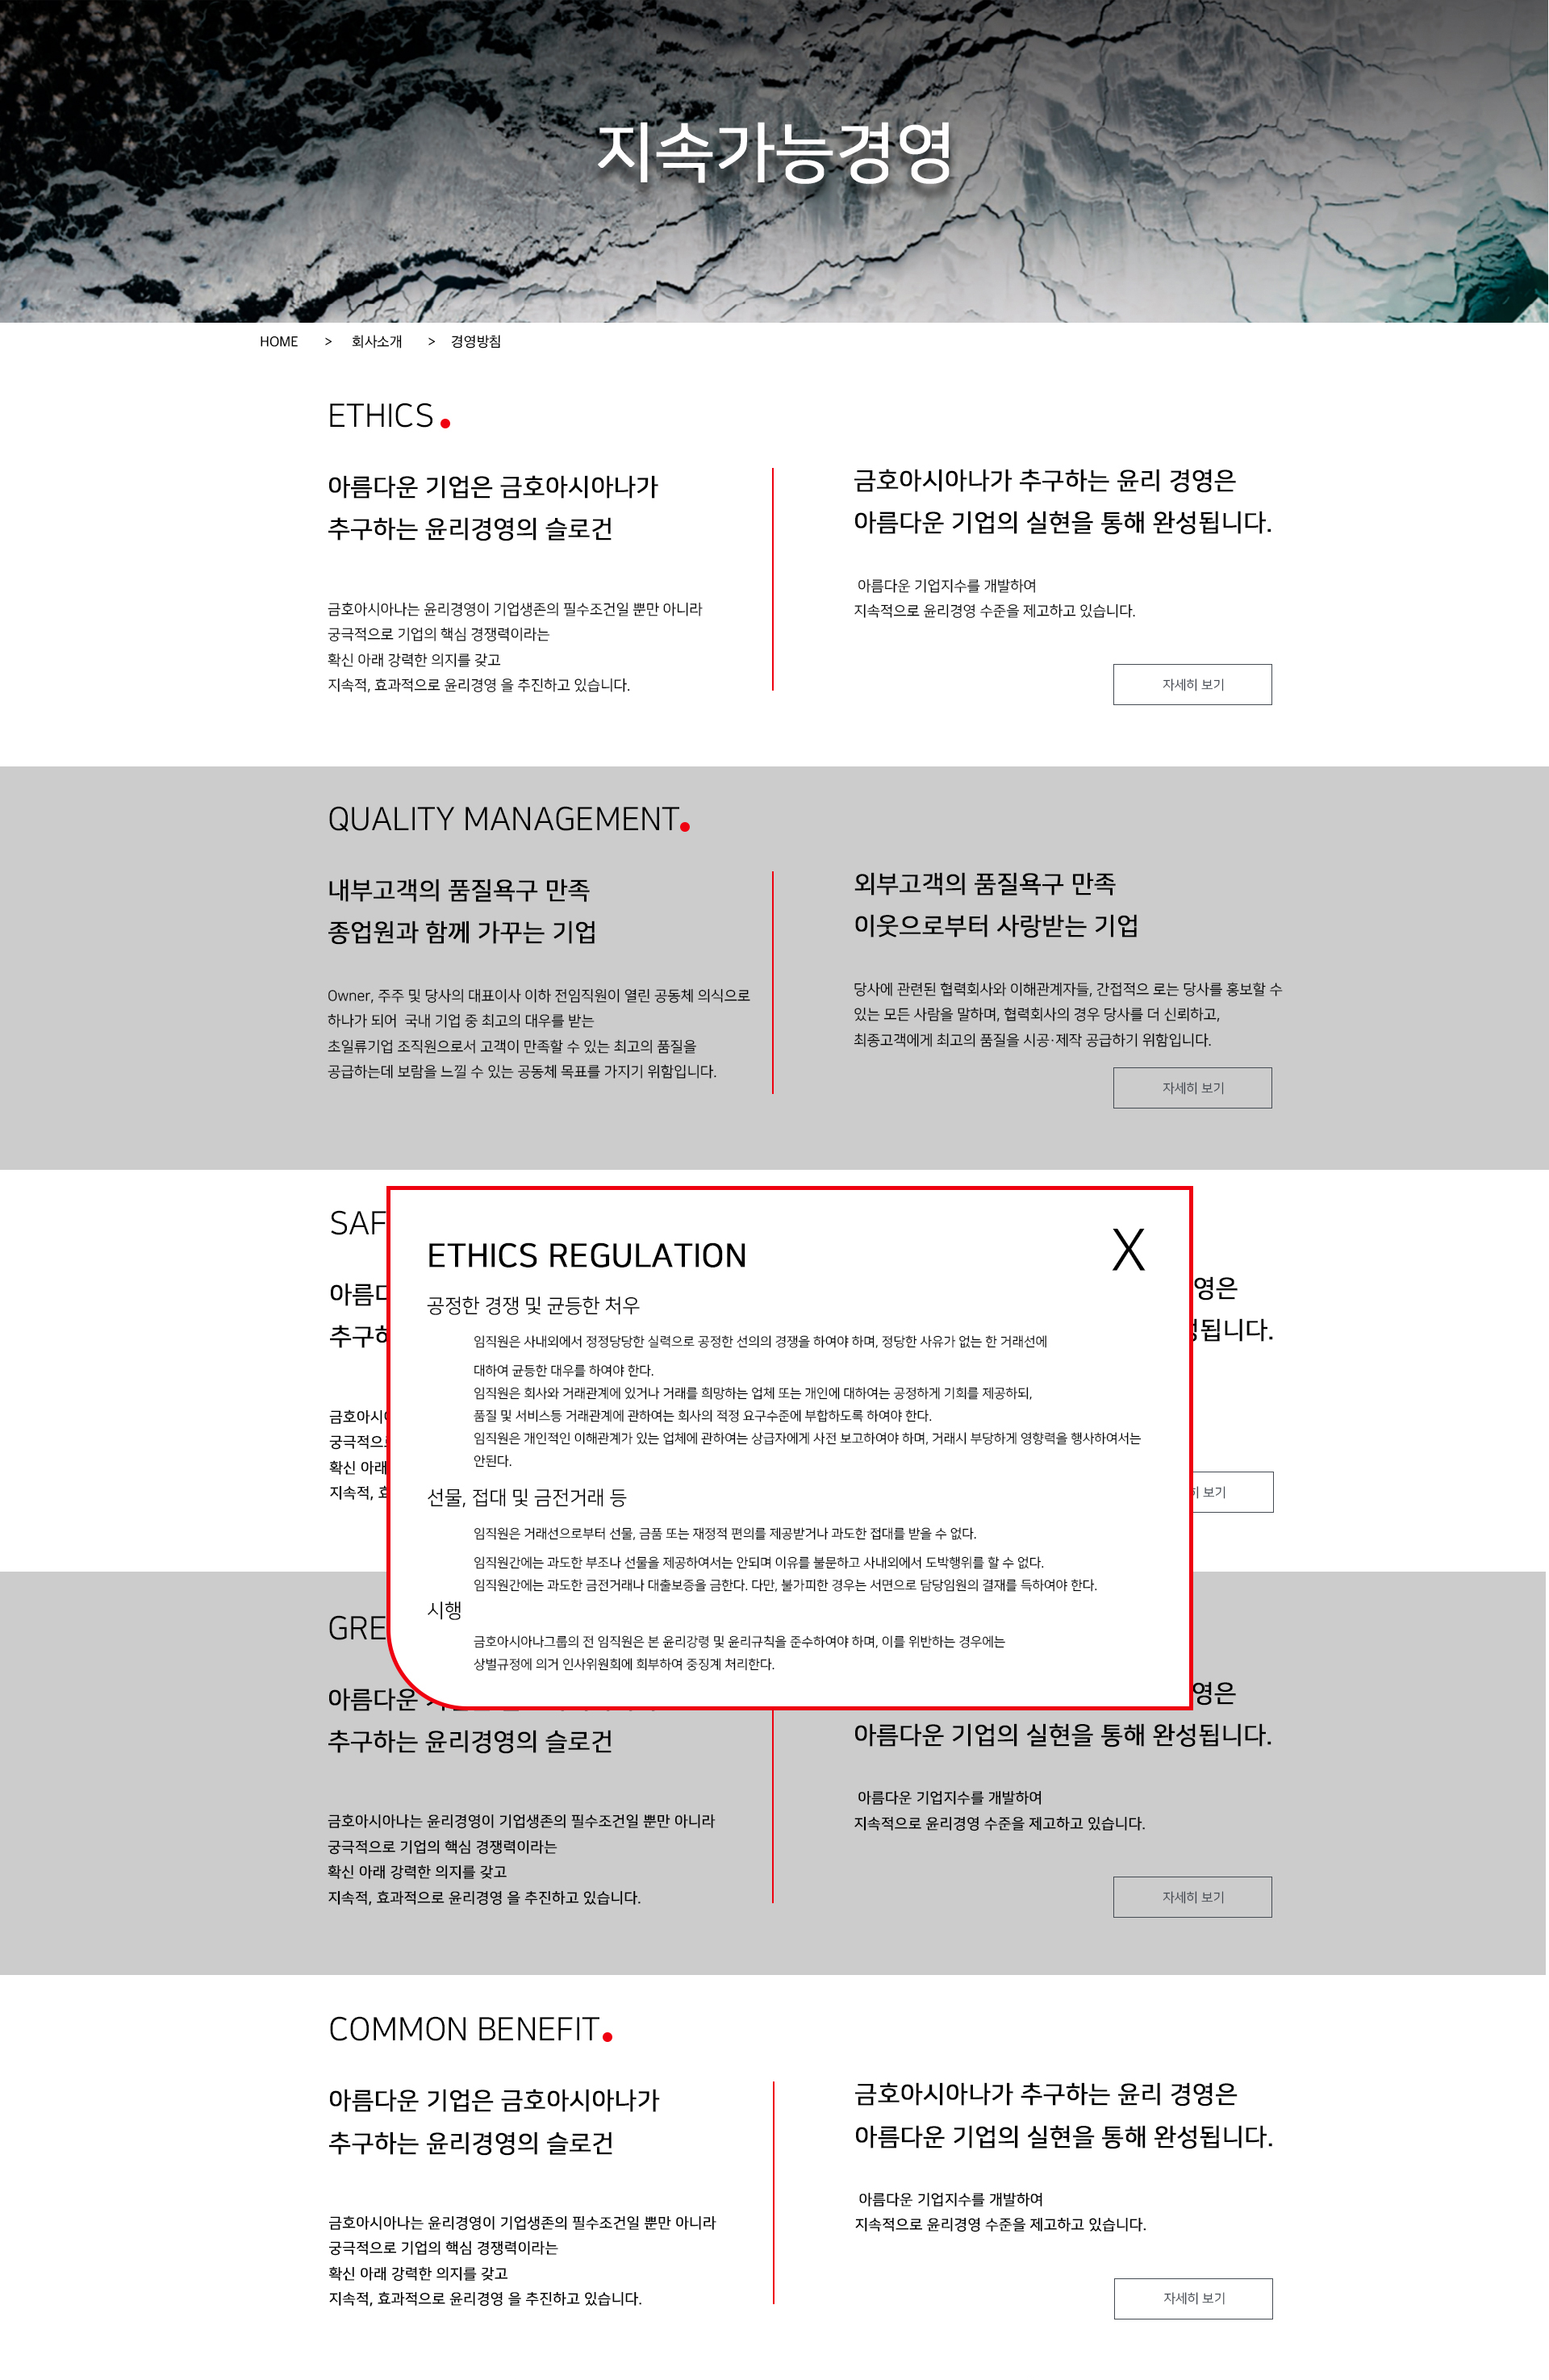 지속가능경영
HOME > 회사소개 > 경영방침
ETHICS.
아름다운 기업은 금호아시아나가
추구하는 윤리경영의 슬로건
금호아시아나는 윤리경영이 기업생존의 필수조건일 뿐만 아니라
궁극적으로 기업의 핵심 경쟁력이라는
확신 아래 강력한 의지를 갖고
지속적, 효과적으로 윤리경영 을 추진하고 있습니다.
금호아시아나가 추구하는 윤리 경영은
아름다운 기업의 실현을 통해 완성됩니다.
아름다운 기업지수를 개발하여
지속적으로 윤리경영 수준을 제고하고 있습니다.
자세히 보기
QUALITY MANAGEMENT.
내부고객의 품질욕구 만족
종업원과 함께 가꾸는 기업
Owner, 주주 및 당사의 대표이사 이하 전임직원이 열린 공동체 의식으로
하나가 되어 국내 기업 중 최고의 대우를 받는
초일류기업 조직원으로서 고객이 만족할 수 있는 최고의 품질을
공급하는데 보람을 느낄 수 있는 공동체 목표를 가지기 위함입니다.
외부고객의 품질욕구 만족
이웃으로부터 사랑받는 기업
당사에 관련된 협력회사와 이해관계자들, 간접적으 로는 당사를 홍보할 수
있는 모든 사람을 말하며, 협력회사의 경우 당사를 더 신뢰하고,
최종고객에게 최고의 품질을 시공·제작 공급하기 위함입니다.
자세히 보기
SAF
아름
추구
금호아시
궁극적으
확신 아래
지속적,
영은
됩니다.
보기
ETHICS REGULATION
X
공정한 경쟁 및 균등한 처우
임직원은 사내외에서 정정당당한 실력으로 공정한 선의의 경쟁을 하여야 하며, 정당한 사유가 없는 한 거래선에
대하여 균등한 대우를 하여야 한다.
임직원은 회사와 거래관계에 있거나 거래를 희망하는 업체 또는 개인에 대하여는 공정하게 기회를 제공하되,
품질 및 서비스등 거래관계에 관하여는 회사의 적정 요구수준에 부합하도록 하여야 한다.
임직원은 개인적인 이해관계가 있는 업체에 관하여는 상급자에게 사전 보고하여야 하며, 거래시 부당하게 영향력을 행사하여서는
안된다.
선물, 접대 및 금전거래 등
임직원은 거래선으로부터 선물, 금품 또는 재정적 편의를 제공받거나 과도한 접대를 받을 수 없다.
임직원간에는 과도한 부조나 선물을 제공하여서는 안되며 이유를 불문하고 사내외에서 도박행위를 할 수 없다.
임직원간에는 과도한 금전거래나 대출보증을 금한다. 다만, 불가피한 경우는 서면으로 담당임원의 결재를 득하여야 한다.
시행
금호아시아나그룹의 전 임직원은 본 윤리강령 및 윤리규칙을 준수하여야 하며, 이를 위반하는 경우에는
상벌규정에 의거 인사위원회에 회부하여 중징계 처리한다.
GRE
아름다운
추구하는 윤리경영의 슬로건
금호아시아나는 윤리경영이 기업생존의 필수조건일 뿐만 아니라
궁극적으로 기업의 핵심 경쟁력이라는
확신 아래 강력한 의지를 갖고
지속적, 효과적으로 윤리경영 을 추진하고 있습니다.
영은
아름다운 기업의 실현을 통해 완성됩니다.
아름다운 기업지수를 개발하여
지속적으로 윤리경영 수준을 제고하고 있습니다.
자세히 보기
COMMON BENEFIT.
아름다운 기업은 금호아시아나가
추구하는 윤리경영의 슬로건
금호아시아나는 윤리경영이 기업생존의 필수조건일 뿐만 아니라
궁극적으로 기업의 핵심 경쟁력이라는
확신 아래 강력한 의지를 갖고
지속적, 효과적으로 윤리경영 을 추진하고 있습니다.
금호아시아나가 추구하는 윤리 경영은
아름다운 기업의 실현을 통해 완성됩니다.
아름다운 기업지수를 개발하여
지속적으로 윤리경영 수준을 제고하고 있습니다.
자세히 보기